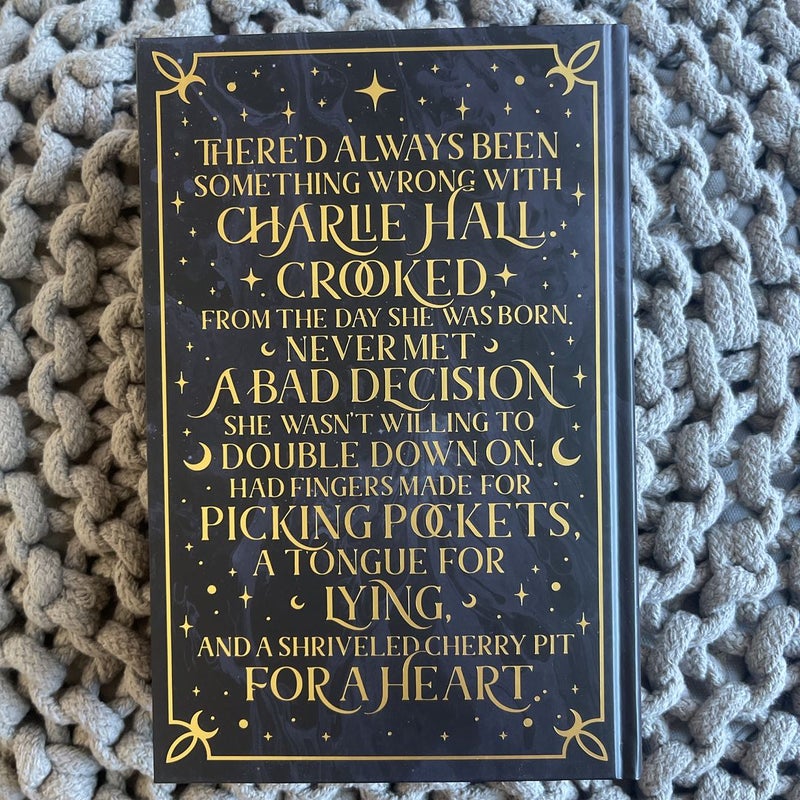 THERE'D ALWAYS BEEN
SOMETHING WRONG WITH
CHARLIE HALL.
CROOKED,
FROM THE DAY SHE WAS BORN.
NEVER MET
A BAD DECISION
SHE WASN'T WILLING TO
DOUBLE DOWN ON.
HAD FINGERS MADE FOR
PICKING POCKETS,
A TONGUE FOR
LYING,
AND A SHRIVELED CHERRY PIT
FOR A HEART.